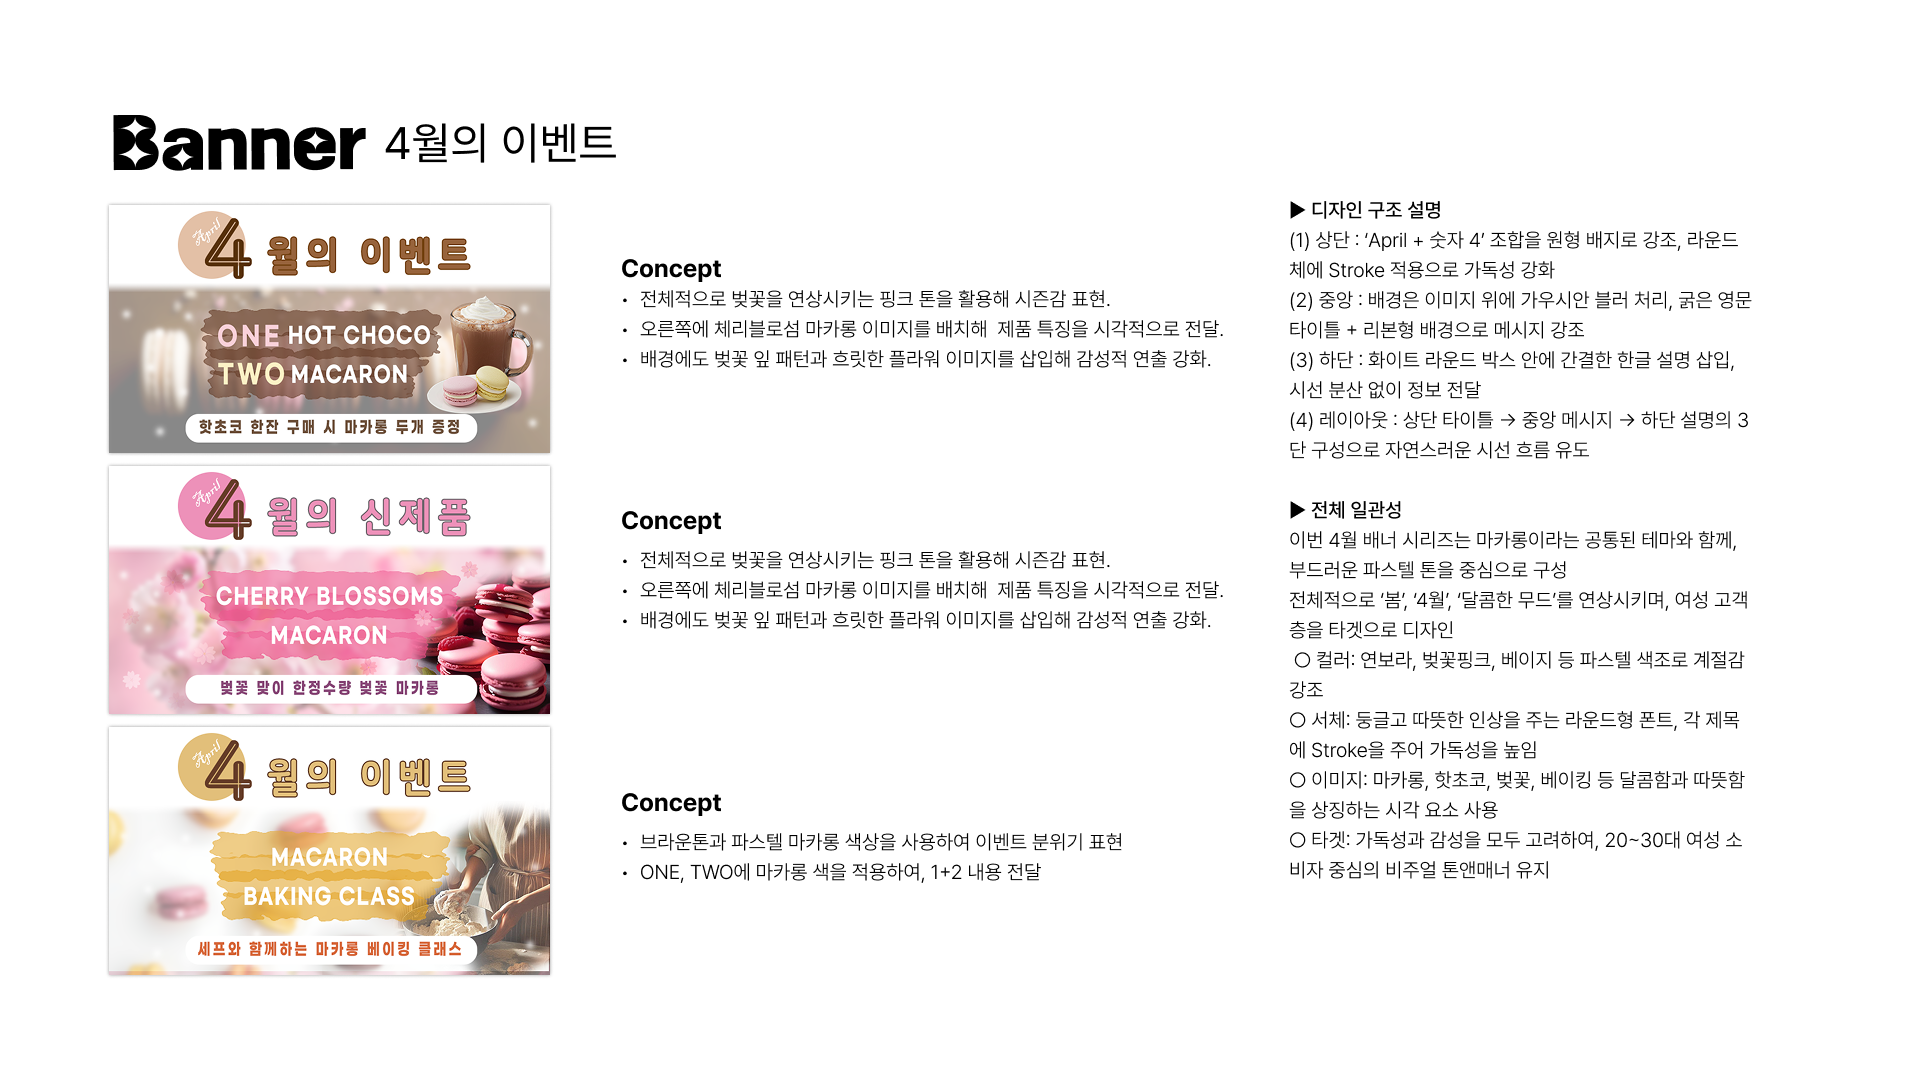 Banner 4월의 이벤트
April
4 월의 이벤트
ONE HOT CHOCO
TWO MACARON
핫초코 한잔 구매 시 마카롱 두개 증정
April
4 월의 신제품
CHERRY BLOSSOMS
MACARON
벚꽃 맞이 한정수량 벚꽃 마카롱
April
4 월의 이벤트
MACARON
BAKING CLASS
세프와 함께하는 마카롱 베이킹 클래스
Concept
• 전체적으로 벚꽃을 연상시키는 핑크 톤을 활용해 시즌감 표현.
• 오른쪽에 체리블로섬 마카롱 이미지를 배치해 제품 특징을 시각적으로 전달.
• 배경에도 벚꽃 잎 패턴과 흐릿한 플라워 이미지를 삽입해 감성적 연출 강화.
Concept
• 전체적으로 벚꽃을 연상시키는 핑크 톤을 활용해 시즌감 표현.
• 오른쪽에 체리블로섬 마카롱 이미지를 배치해 제품 특징을 시각적으로 전달.
• 배경에도 벚꽃 잎 패턴과 흐릿한 플라워 이미지를 삽입해 감성적 연출 강화.
Concept
• 브라운톤과 파스텔 마카롱 색상을 사용하여 이벤트 분위기 표현
• ONE, TWO에 마카롱 색을 적용하여, 1+2 내용 전달
▶ 디자인 구조 설명
(1) 상단 : ‘April + 숫자 4’ 조합을 원형 배지로 강조, 라운드
체에 Stroke 적용으로 가독성 강화
(2) 중앙 : 배경은 이미지 위에 가우시안 블러 처리, 굵은 영문
타이틀 + 리본형 배경으로 메시지 강조
(3) 하단 : 화이트 라운드 박스 안에 간결한 한글 설명 삽입,
시선 분산 없이 정보 전달
(4) 레이아웃 : 상단 타이틀 → 중앙 메시지 → 하단 설명의 3
단 구성으로 자연스러운 시선 흐름 유도
▶ 전체 일관성
이번 4월 배너 시리즈는 마카롱이라는 공통된 테마와 함께,
부드러운 파스텔 톤을 중심으로 구성
전체적으로 ‘봄’, ‘4월’, ‘달콤한 무드’를 연상시키며, 여성 고객
층을 타겟으로 디자인
○ 컬러: 연보라, 벚꽃핑크, 베이지 등 파스텔 색조로 계절감
강조
○ 서체: 둥글고 따뜻한 인상을 주는 라운드형 폰트, 각 제목
에 Stroke을 주어 가독성을 높임
○ 이미지: 마카롱, 핫초코, 벚꽃, 베이킹 등 달콤함과 따뜻함
을 상징하는 시각 요소 사용
○ 타겟: 가독성과 감성을 모두 고려하여, 20~30대 여성 소
비자 중심의 비주얼 톤앤매너 유지